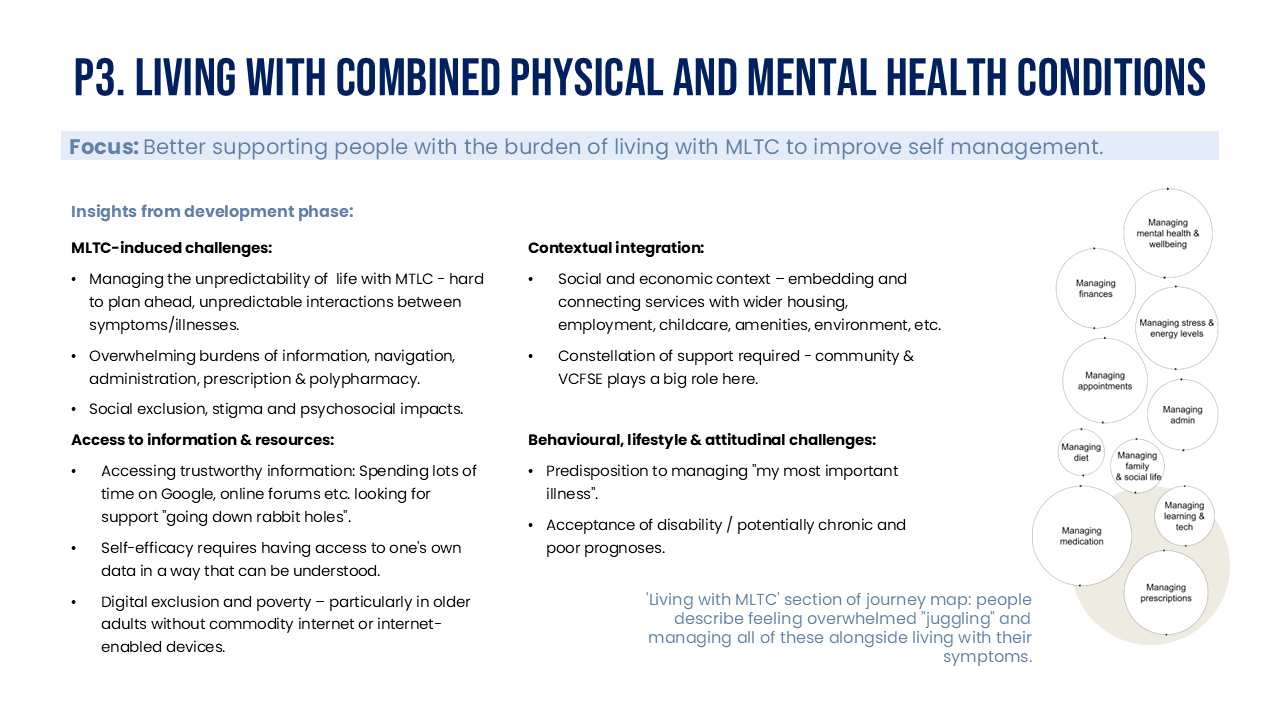 P3. LIVING WITH COMBINED PHYSICAL AND MENTAL HEALTH CONDITIONS
Focus: Better supporting people with the burden of living with MLTC to improve self management.
Insights from development phase:
MLTC-induced challenges:
• Managing the unpredictability of  life with MTLC - hard
to plan ahead, unpredictable interactions between
symptoms/illnesses.
• Overwhelming burdens of information, navigation,
administration, prescription & polypharmacy.
• Social exclusion, stigma and psychosocial impacts.
Access to information & resources:
• Accessing trustworthy information: Spending lots of
time on Google, online forums etc. looking for
support "going down rabbit holes".
• Self-efficacy requires having access to one's own
data in a way that can be understood.
• Digital exclusion and poverty – particularly in older
adults without commodity internet or internet-
enabled devices.
Contextual integration:
• Social and economic context – embedding and
connecting services with wider housing,
employment, childcare, amenities, environment, etc.
• Constellation of support required - community &
VCFSE plays a big role here.
Behavioural, lifestyle & attitudinal challenges:
• Predisposition to managing "my most important
illness".
• Acceptance of disability / potentially chronic and
poor prognoses.
'Living with MLTC' section of journey map: people
describe feeling overwhelmed "juggling" and
managing all of these alongside living with their
symptoms.
Managing
mental health &
wellbeing
Managing
finances
Managing stress &
energy levels
Managing
appointments
Managing
admin
Managing
diet
Managing
family
& social life
Managing
learning &
tech
Managing
medication
Managing
prescriptions